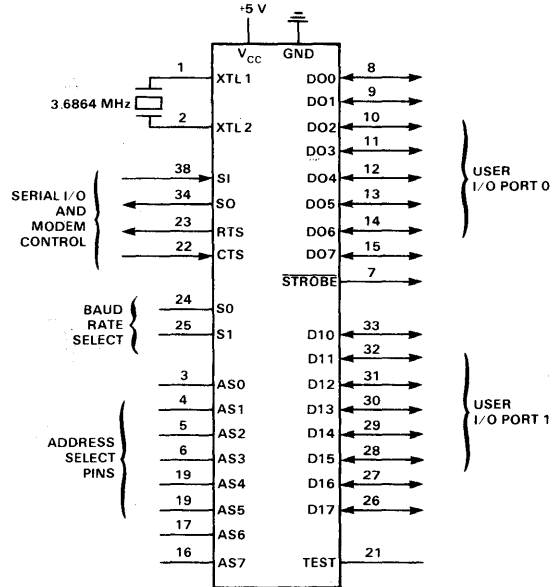 +5 V
VCC GND
1 XTL1
3.6864 MHz
2 XTL2
38 SI
34 SO
23 RTS
22 CTS
SERIAL I/O
AND
MODEM
CONTROL
24 S0
25 S1
BAUD
RATE
SELECT
3 AS0
4 AS1
5 AS2
6 AS3
19 AS4
19 AS5
17 AS6
16 AS7
ADDRESS
SELECT
PINS
DO0 8
DO1 9
DO2 10
DO3 11
DO4 12
DO5 13
DO6 14
DO7 15
STROBE 7
USER
I/O PORT 0
D10 33
D11 32
D12 31
D13 30
D14 29
D15 28
D16 27
D17 26
USER
I/O PORT 1
TEST 21